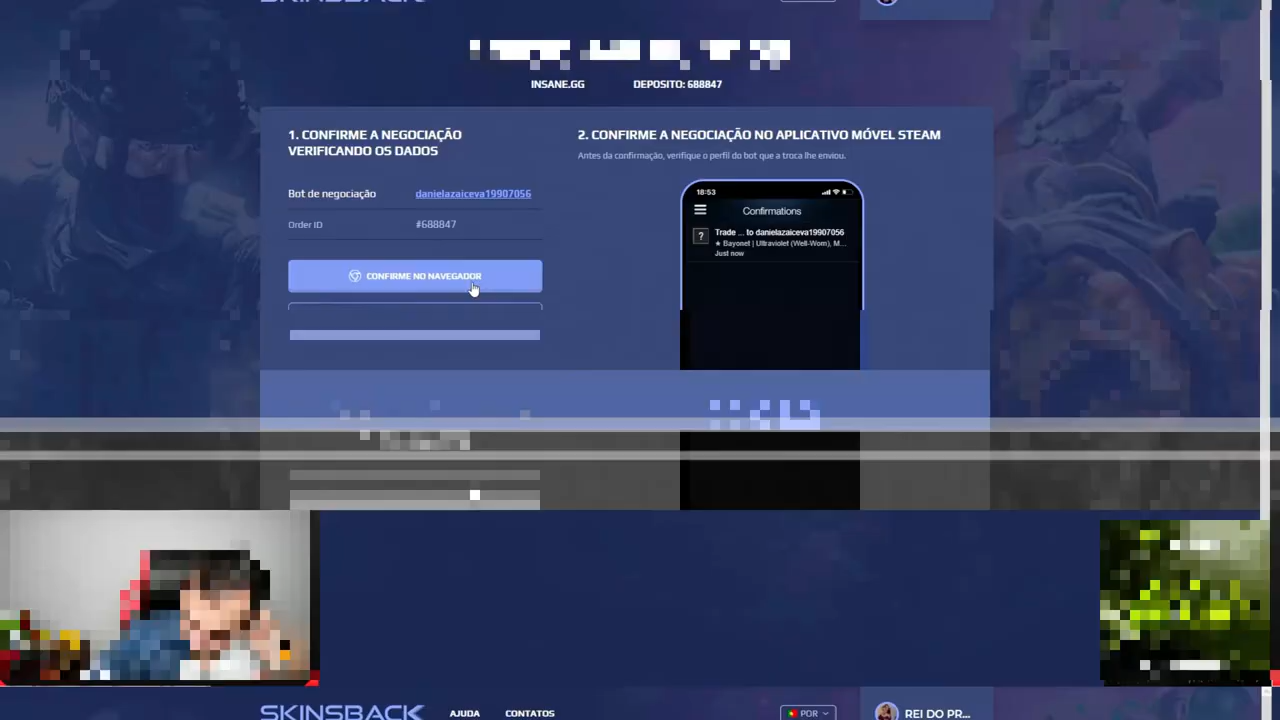 SKINSBACK
INSANE.GG
DEPOSITO: 688847
1. CONFIRME A NEGOCIAÇÃO
VERIFICANDO OS DADOS
Bot de negociação
danielazaiceva19907056
Order ID
#688847
CONFIRME NO NAVEGADOR
2. CONFIRME A NEGOCIAÇÃO NO APLICATIVO MÓVEL STEAM
Antes da confirmação, verifique o perfil do bot que a troca lhe enviou.
18:53
Confirmations
?
Trade ... to danielazaiceva19907056
★ Bayonet | Ultraviolet (Well-Worn), M...
Just now
SKINSBACK
AJUDA
CONTATOS
POR
REI DO PR...